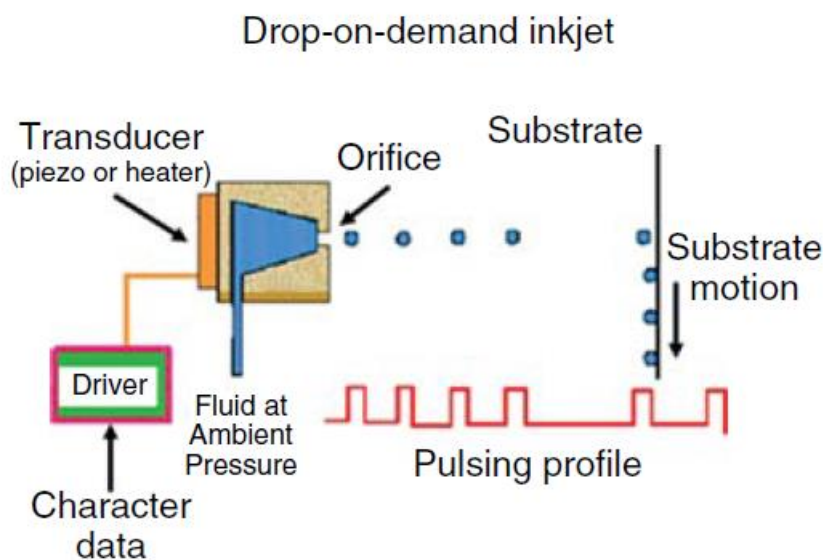 Drop-on-demand inkjet
Transducer
(piezo or heater)
Orifice
Substrate
Substrate
motion
Driver
Fluid at
Ambient
Pressure
Pulsing profile
Character
data